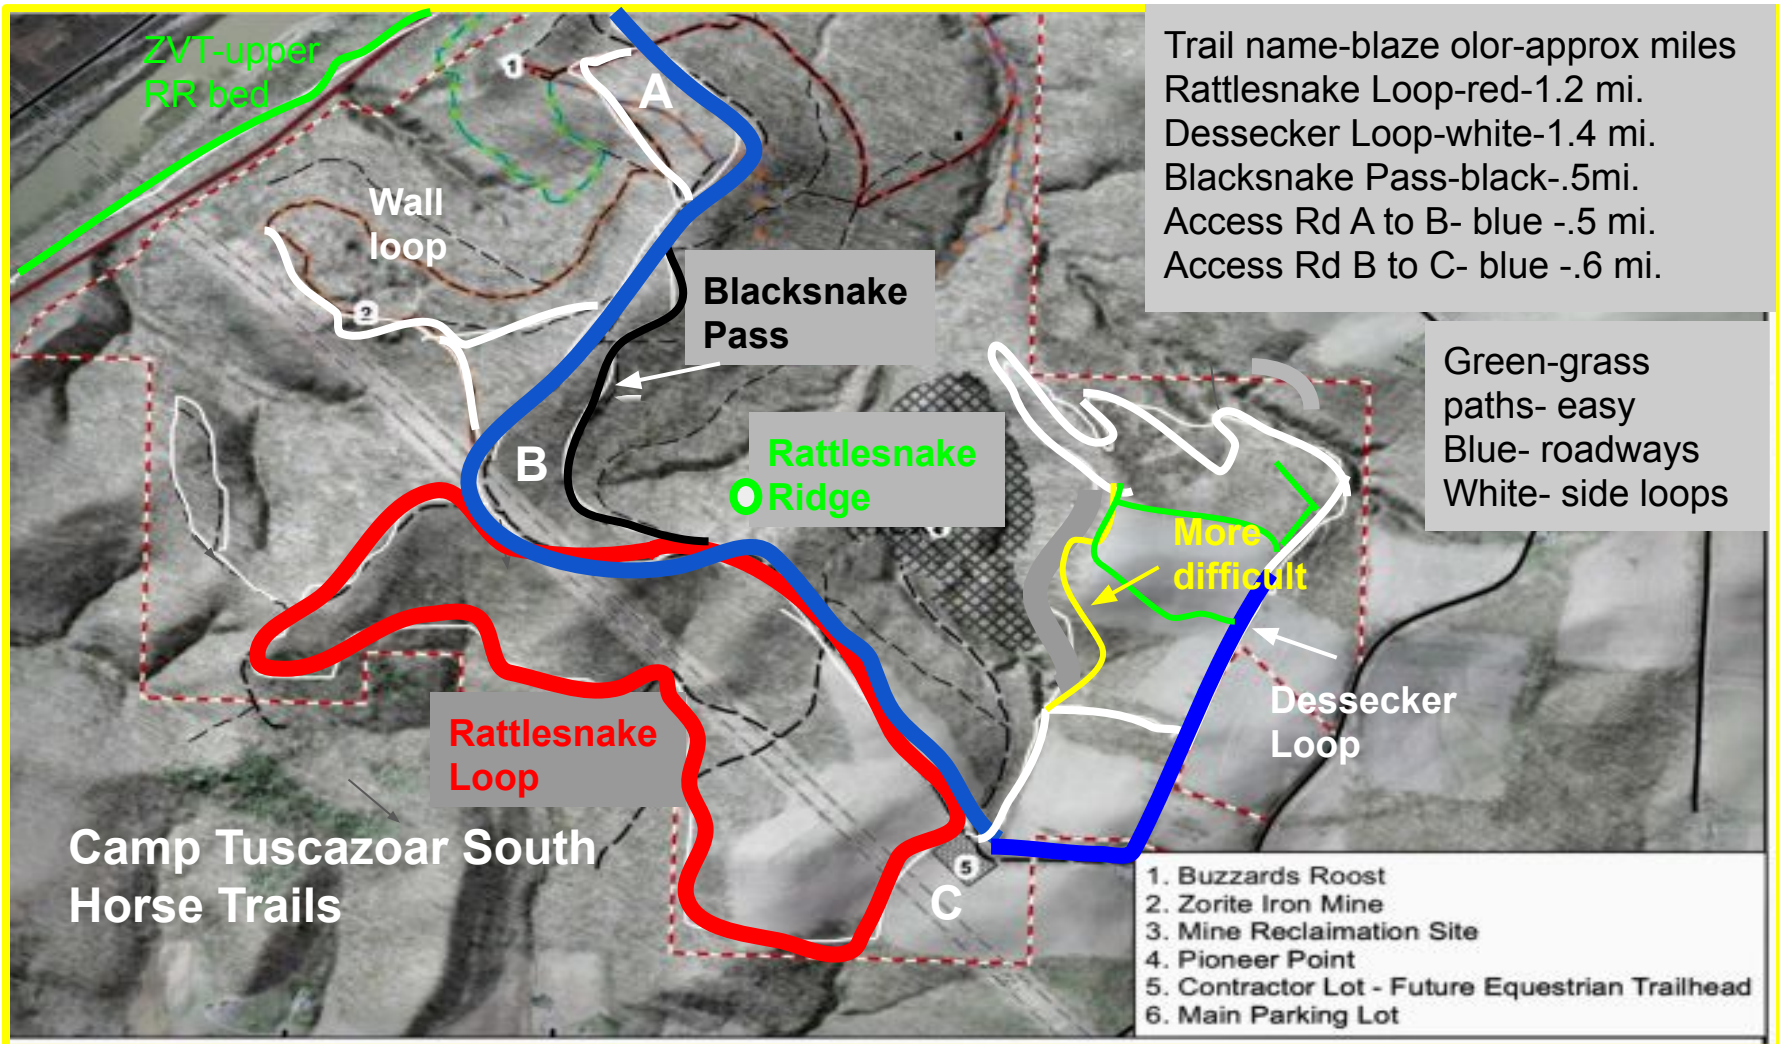 ZVT-upper
RR bed
1
A
Trail name-blaze olor-approx miles
Rattlesnake Loop-red-1.2 mi.
Dessecker Loop-white-1.4 mi.
Blacksnake Pass-black-.5mi.
Access Rd A to B- blue -.5 mi.
Access Rd B to C- blue -.6 mi.
Wall
loop
2
Blacksnake
Pass
Green-grass
paths- easy
Blue- roadways
White- side loops
B
Rattlesnake
Ridge
More
difficult
Dessecker
Loop
Rattlesnake
Loop
Camp Tuscazoar South
Horse Trails
5
C
1. Buzzards Roost
2. Zorite Iron Mine
3. Mine Reclaimation Site
4. Pioneer Point
5. Contractor Lot - Future Equestrian Trailhead
6. Main Parking Lot